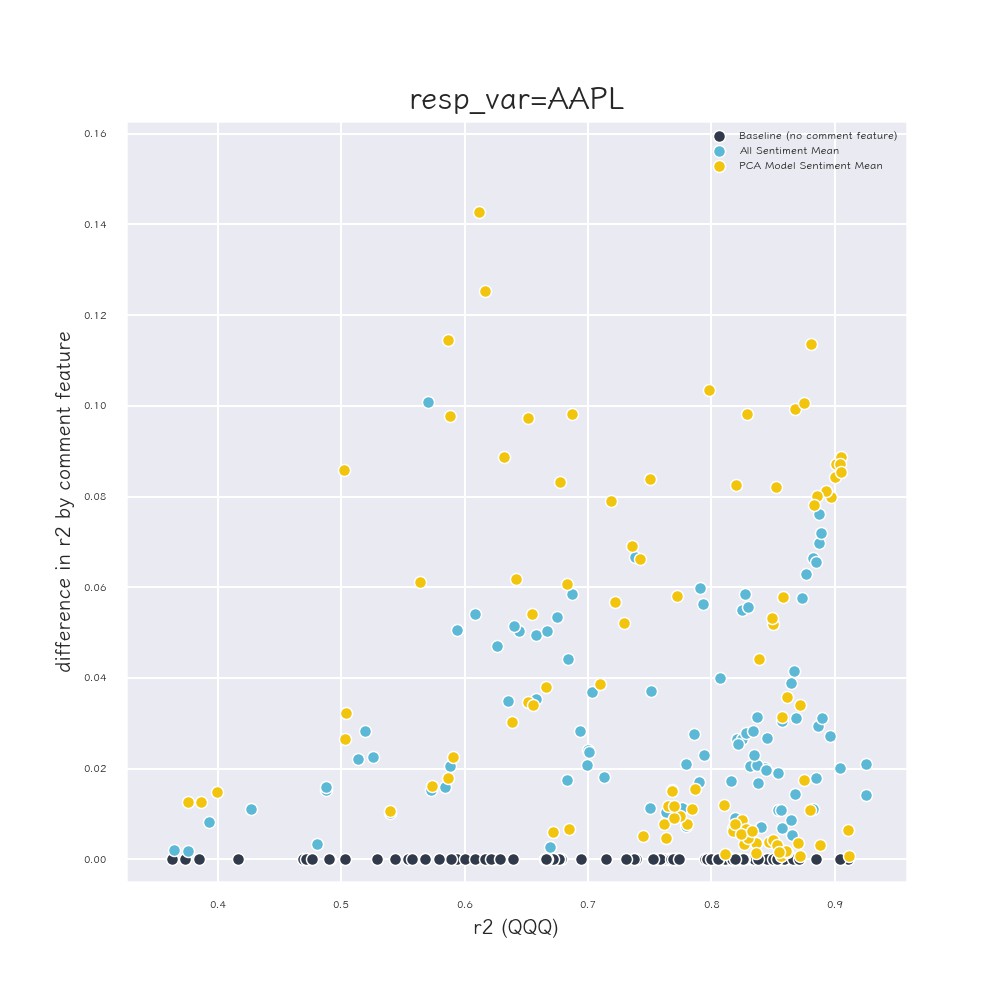 resp_var=AAPL
Baseline (no comment feature)
All Sentiment Mean
PCA Model Sentiment Mean
difference in r2 by comment feature
0.16
0.14
0.12
0.10
0.08
0.06
0.04
0.02
0.00
0.4 0.5 0.6 0.7 0.8 0.9
r2 (QQQ)